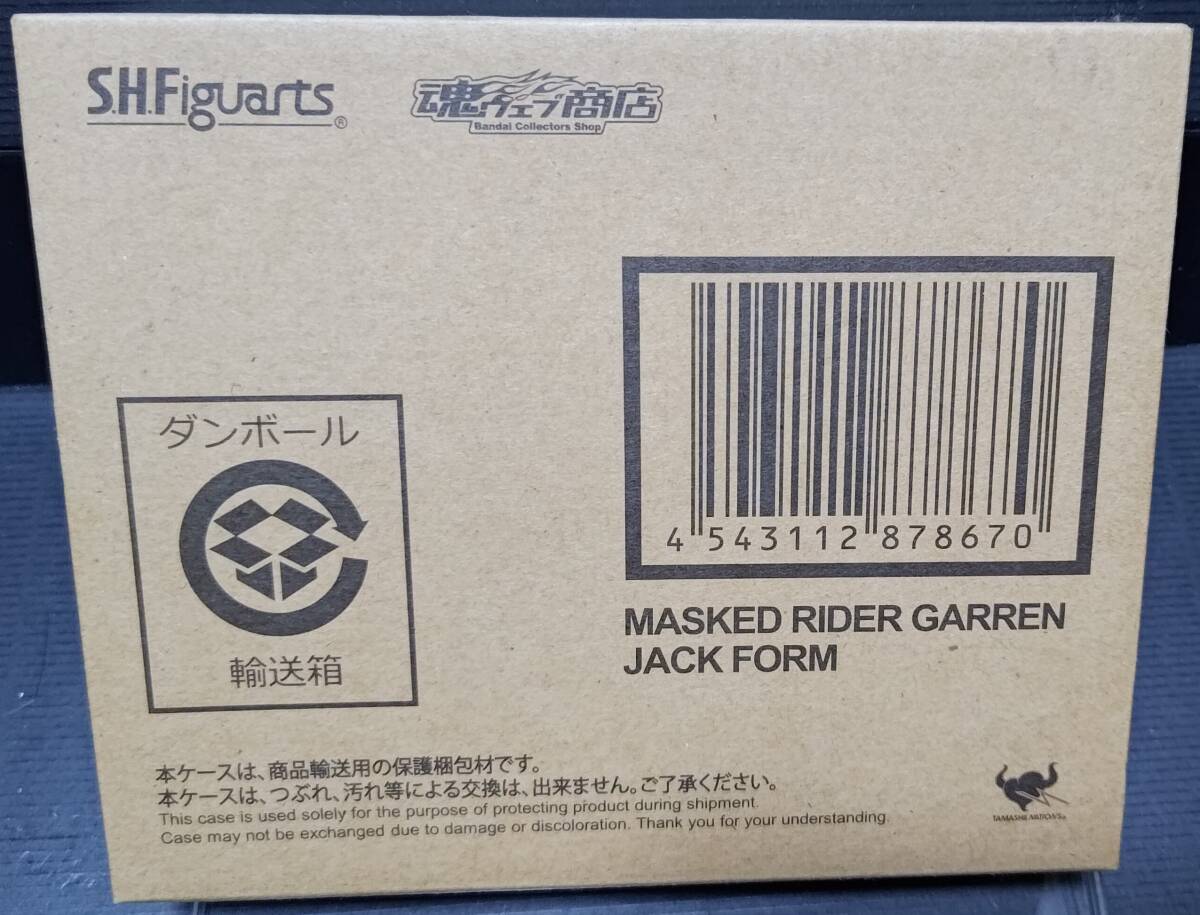 S.H.Figuarts®
魂ウェブ商店
Bandai Collectors Shop
4 543112 878670
MASKED RIDER GARREN
JACK FORM
ダンボール
輸送箱
本ケースは、商品輸送用の保護梱包材です。
本ケースは、つぶれ、汚れ等による交換は、出来ません。ご了承ください。
This case is used solely for the purpose of protecting product during shipment.
Case may not be exchanged due to damage or discoloration. Thank you for your understanding.
TAMASHII NATIONS